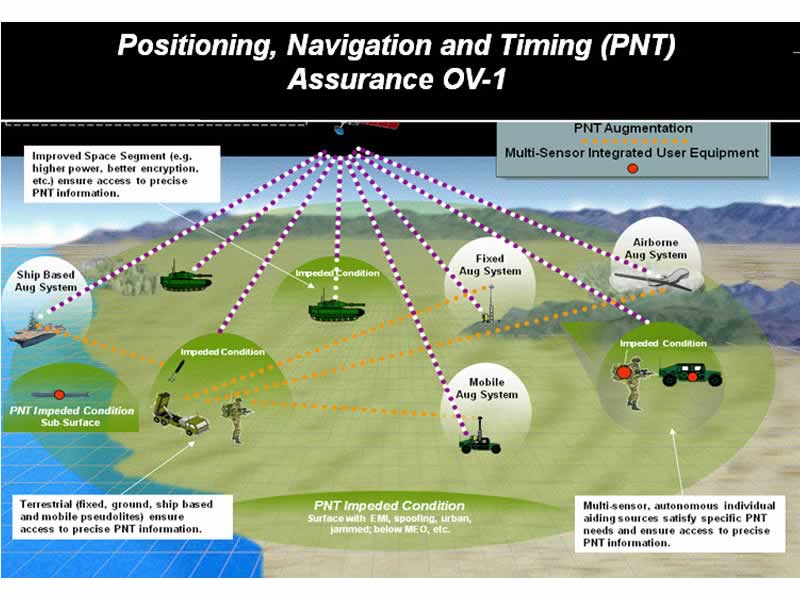 Positioning, Navigation and Timing (PNT)
Assurance OV-1
PNT Augmentation
Multi-Sensor Integrated User Equipment
Improved Space Segment (e.g.
higher power, better encryption,
etc.) ensure access to precise
PNT information.
Ship Based
Aug System
Impeded Condition
Fixed
Aug System
Airborne
Aug System
Impeded Condition
Impeded Condition
PNT Impeded Condition
Sub-Surface
Mobile
Aug System
Terrestrial (fixed, ground, ship based
and mobile pseudolites) ensure
access to precise PNT information.
PNT Impeded Condition
Surface with EMI, spoofing, urban,
jammed; below MEO, etc.
Multi-sensor, autonomous individual
aiding sources satisfy specific PNT
needs and ensure access to precise
PNT information.